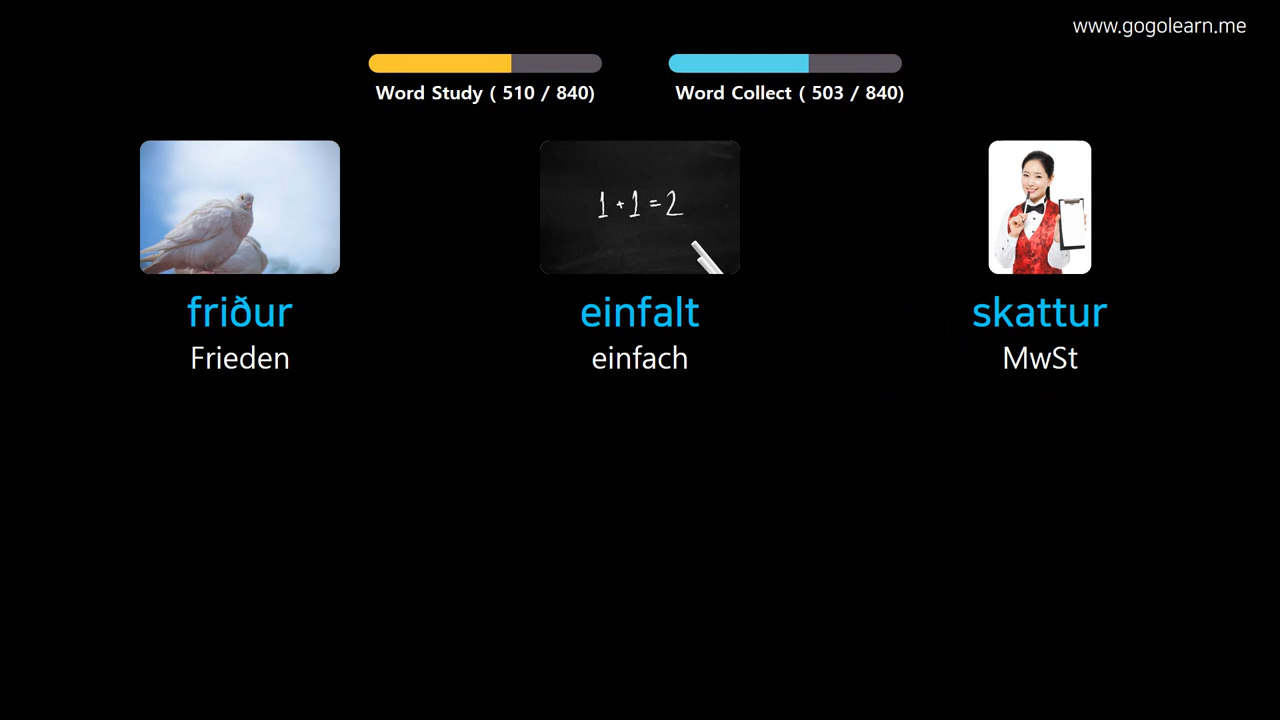 www.gogolearn.me
Word Study ( 510 / 840)
Word Collect ( 503 / 840)
1 + 1 = 2
friður
einfalt
skattur
Frieden
einfach
MwSt